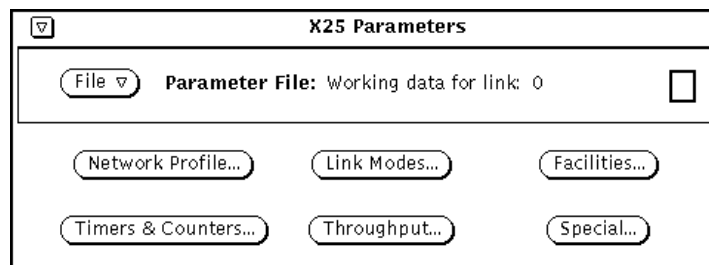 X25 Parameters
File Parameter File: Working data for link: 0
Network Profile... Link Modes... Facilities...
Timers & Counters... Throughput... Special...